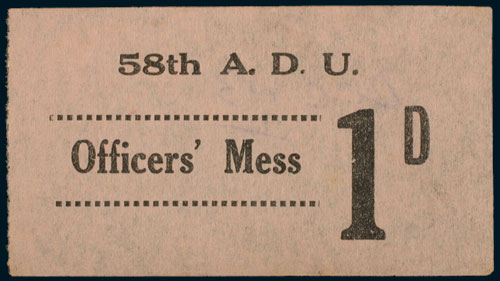 58th A. D. U.
Officers' Mess
1D